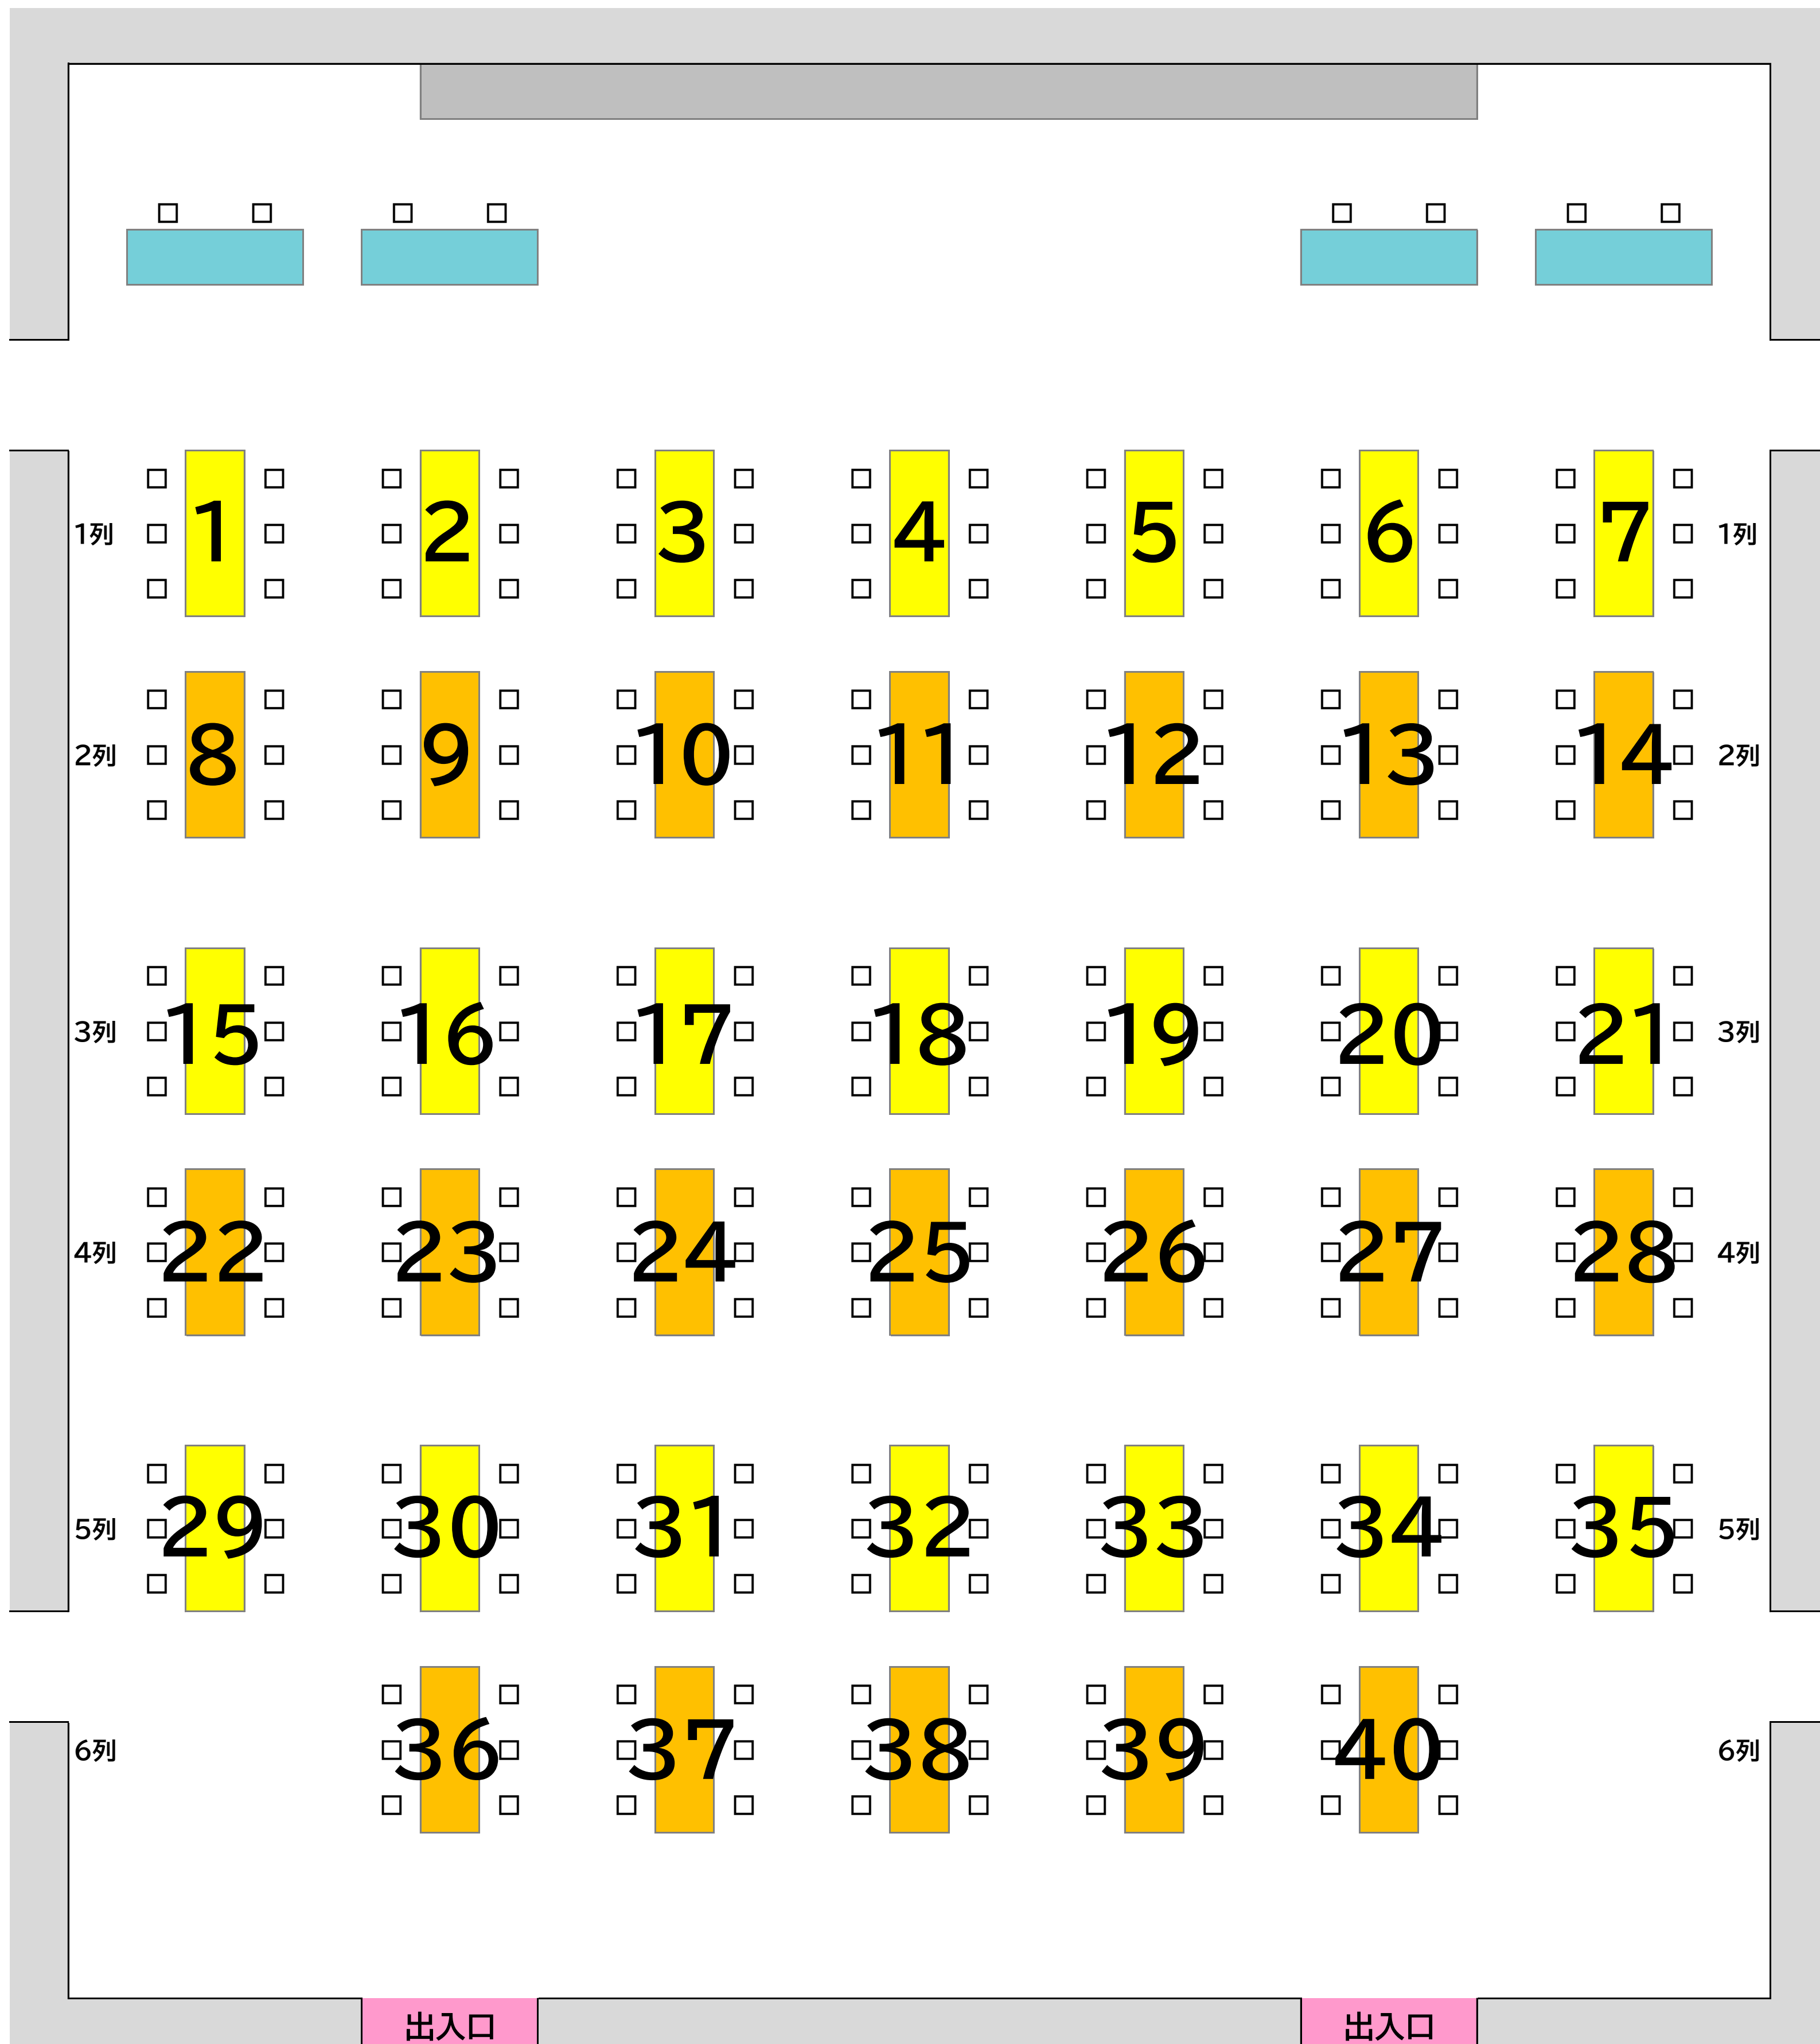 1列 1 2 3 4 5 6 7 1列
2列 8 9 10 11 12 13 14 2列
3列 15 16 17 18 19 20 21 3列
4列 22 23 24 25 26 27 28 4列
5列 29 30 31 32 33 34 35 5列
6列 36 37 38 39 40 6列
出入口 出入口